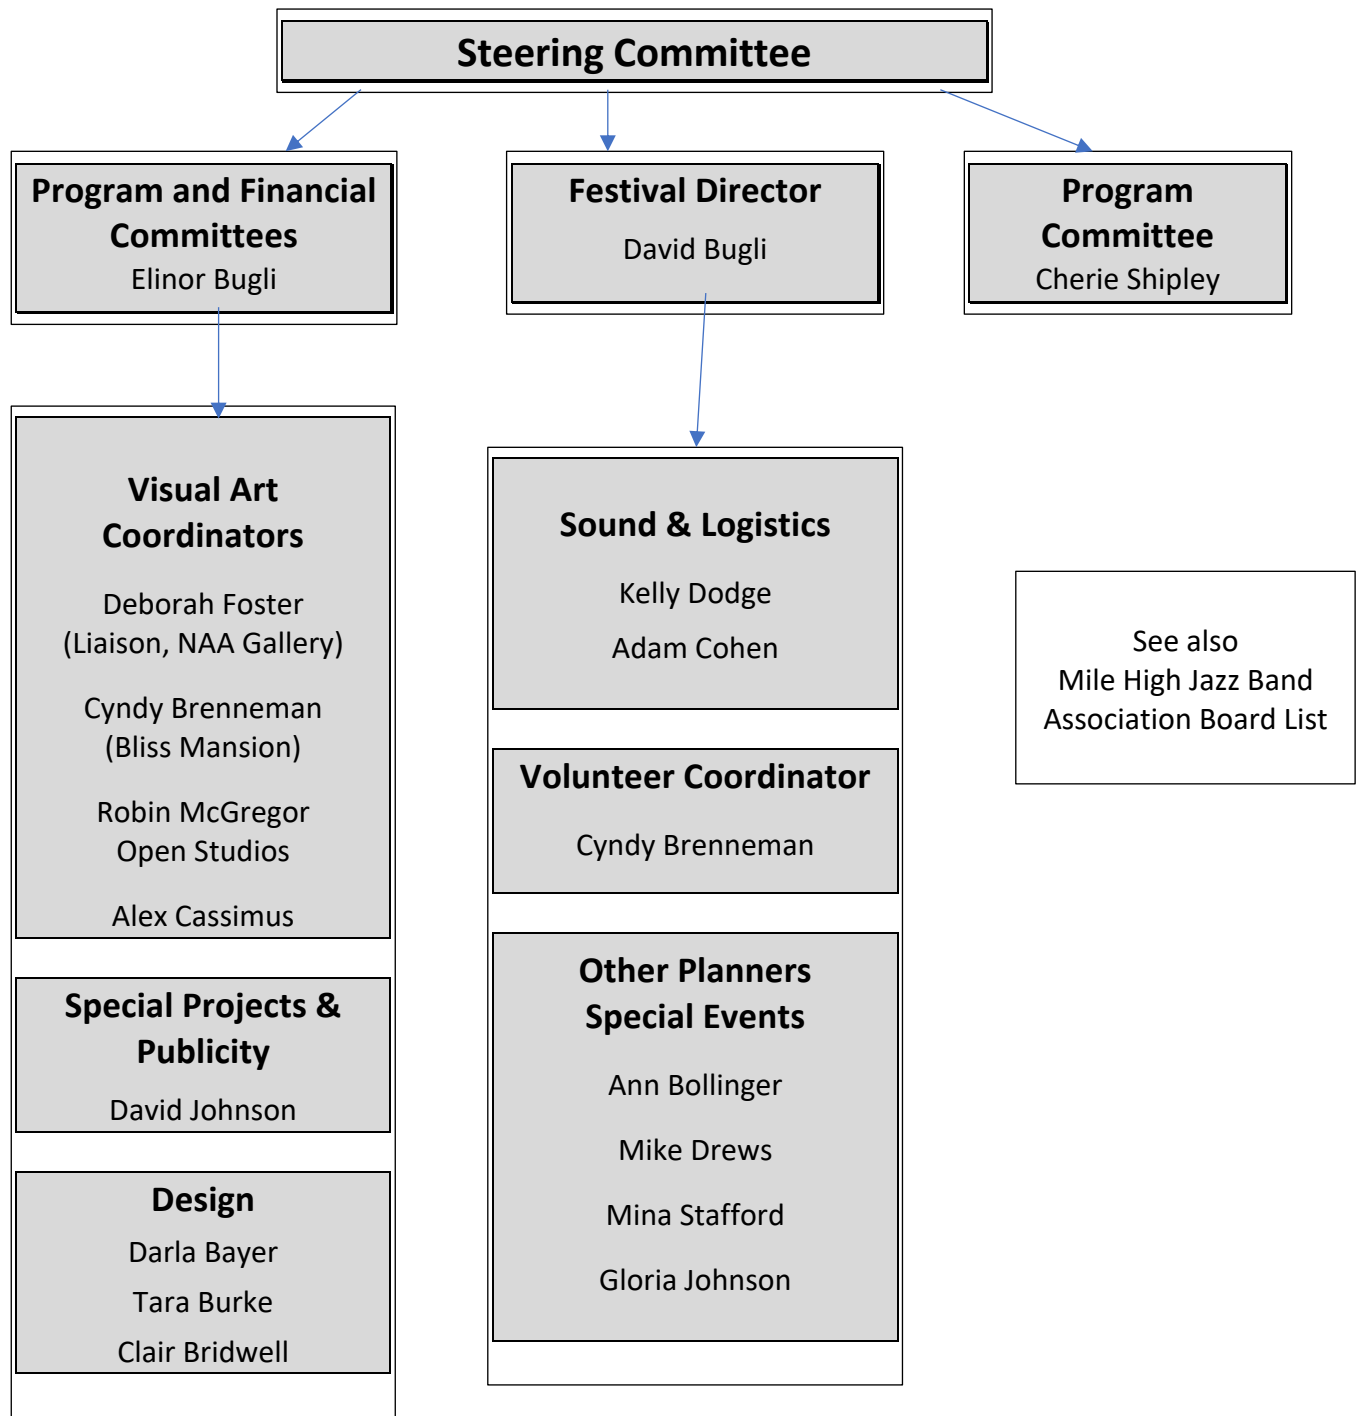 Steering Committee
Program and Financial
Committees
Elinor Bugli
Festival Director
David Bugli
Program
Committee
Cherie Shipley
Visual Art
Coordinators
Deborah Foster
(Liaison, NAA Gallery)
Cyndy Brenneman
(Bliss Mansion)
Robin McGregor
Open Studios
Alex Cassimus
Special Projects &
Publicity
David Johnson
Design
Darla Bayer
Tara Burke
Clair Bridwell
Sound & Logistics
Kelly Dodge
Adam Cohen
Volunteer Coordinator
Cyndy Brenneman
Other Planners
Special Events
Ann Bollinger
Mike Drews
Mina Stafford
Gloria Johnson
See also
Mile High Jazz Band
Association Board List